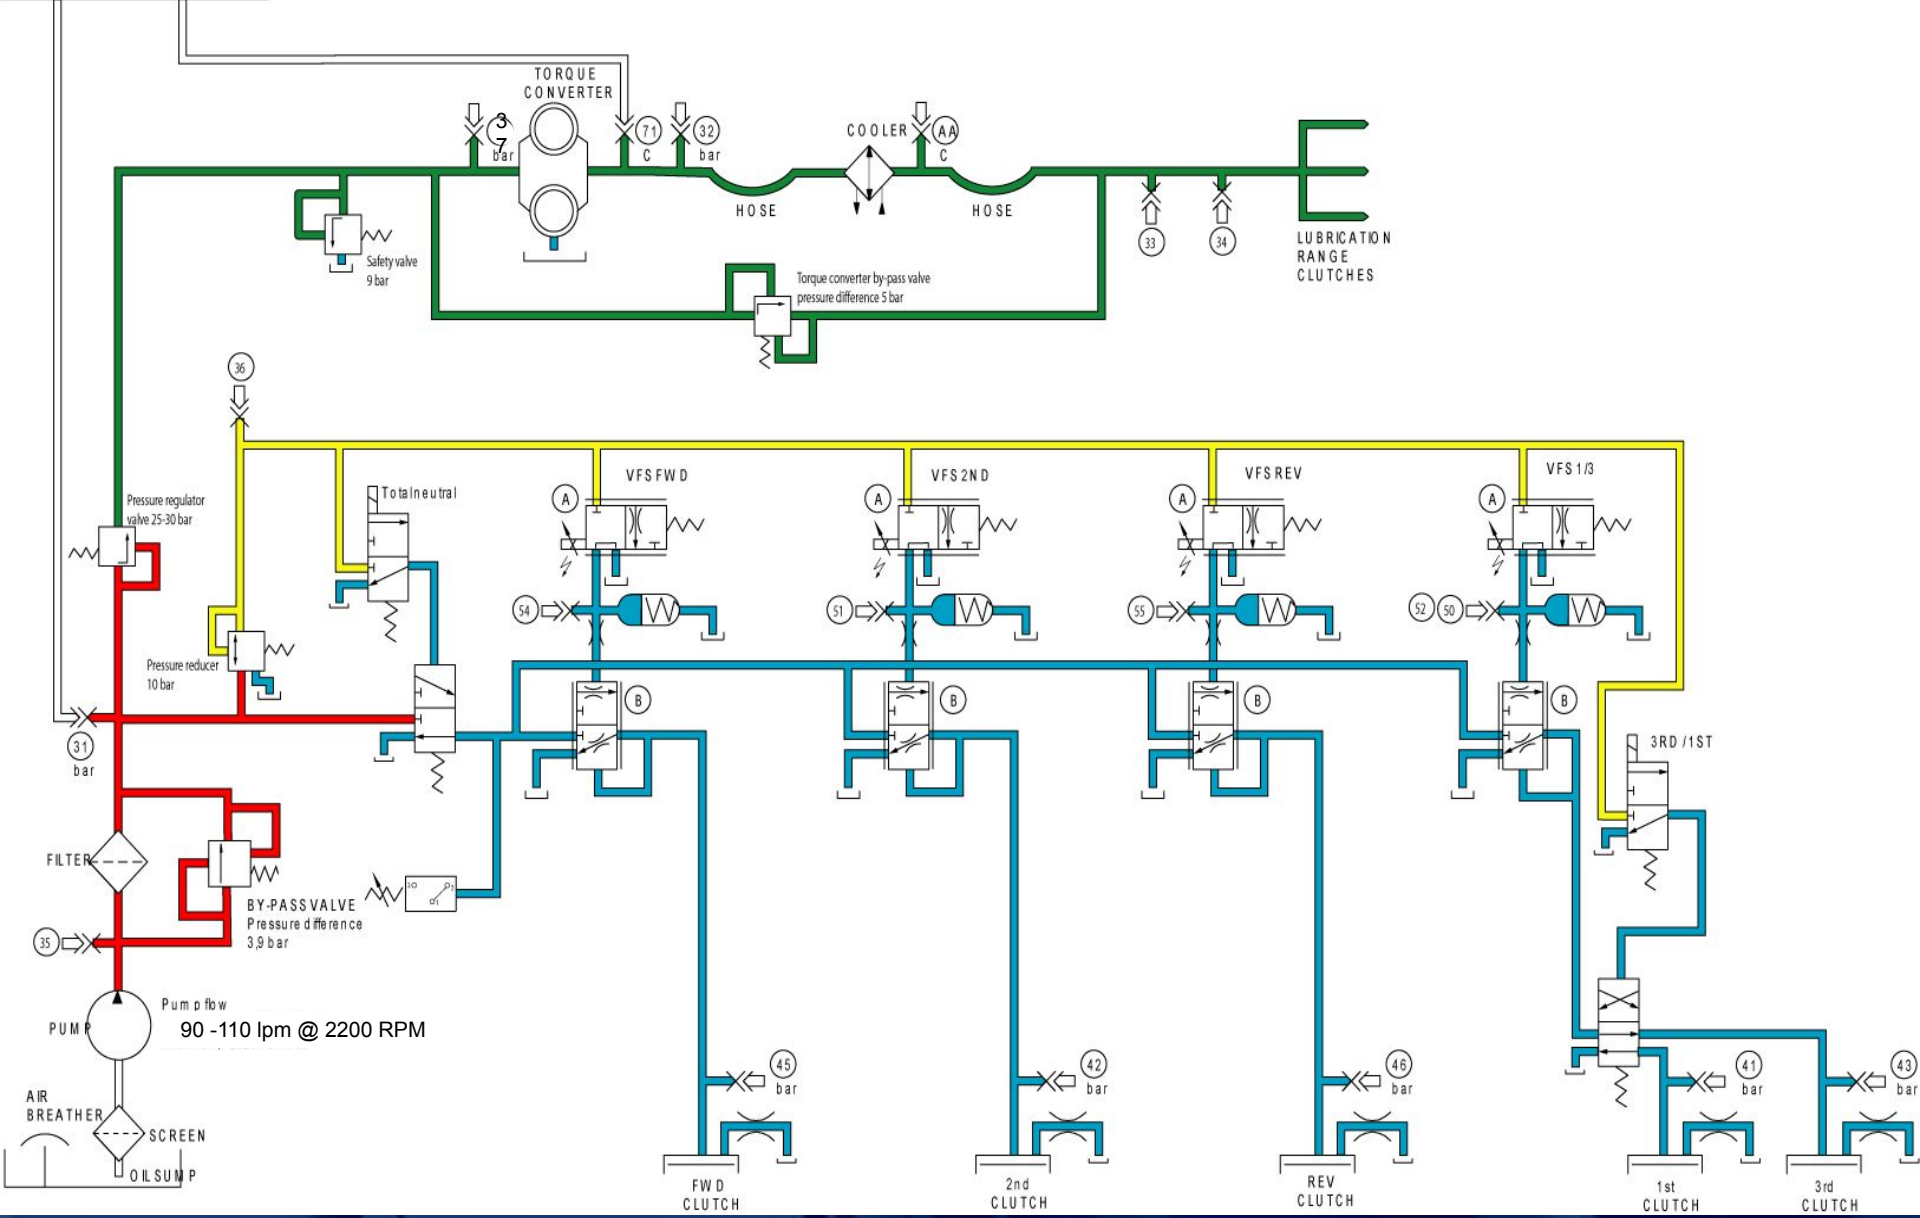 TORQUE
CONVERTER
37
bar
71
C
32
bar
COOLER
AA
C
HOSE
HOSE
33
34
LUBRICATION
RANGE
CLUTCHES
Safety valve
9 bar
Torque converter by-pass valve
pressure difference 5 bar
36
Pressure regulator
valve 25-30 bar
Total neutral
VFS FWD
A
VFS 2ND
A
VFS REV
A
VFS 1/3
A
54
51
55
52
50
Pressure reducer
10 bar
B
B
B
B
31
bar
3RD / 1ST
FILTER
BY-PASS VALVE
Pressure difference
3,9 bar
35
Pump flow
PUMP
90 -110 lpm @ 2200 RPM
AIR
BREATHER
SCREEN
OIL SUMP
45
bar
42
bar
46
bar
41
bar
43
bar
FWD
CLUTCH
2nd
CLUTCH
REV
CLUTCH
1st
CLUTCH
3rd
CLUTCH